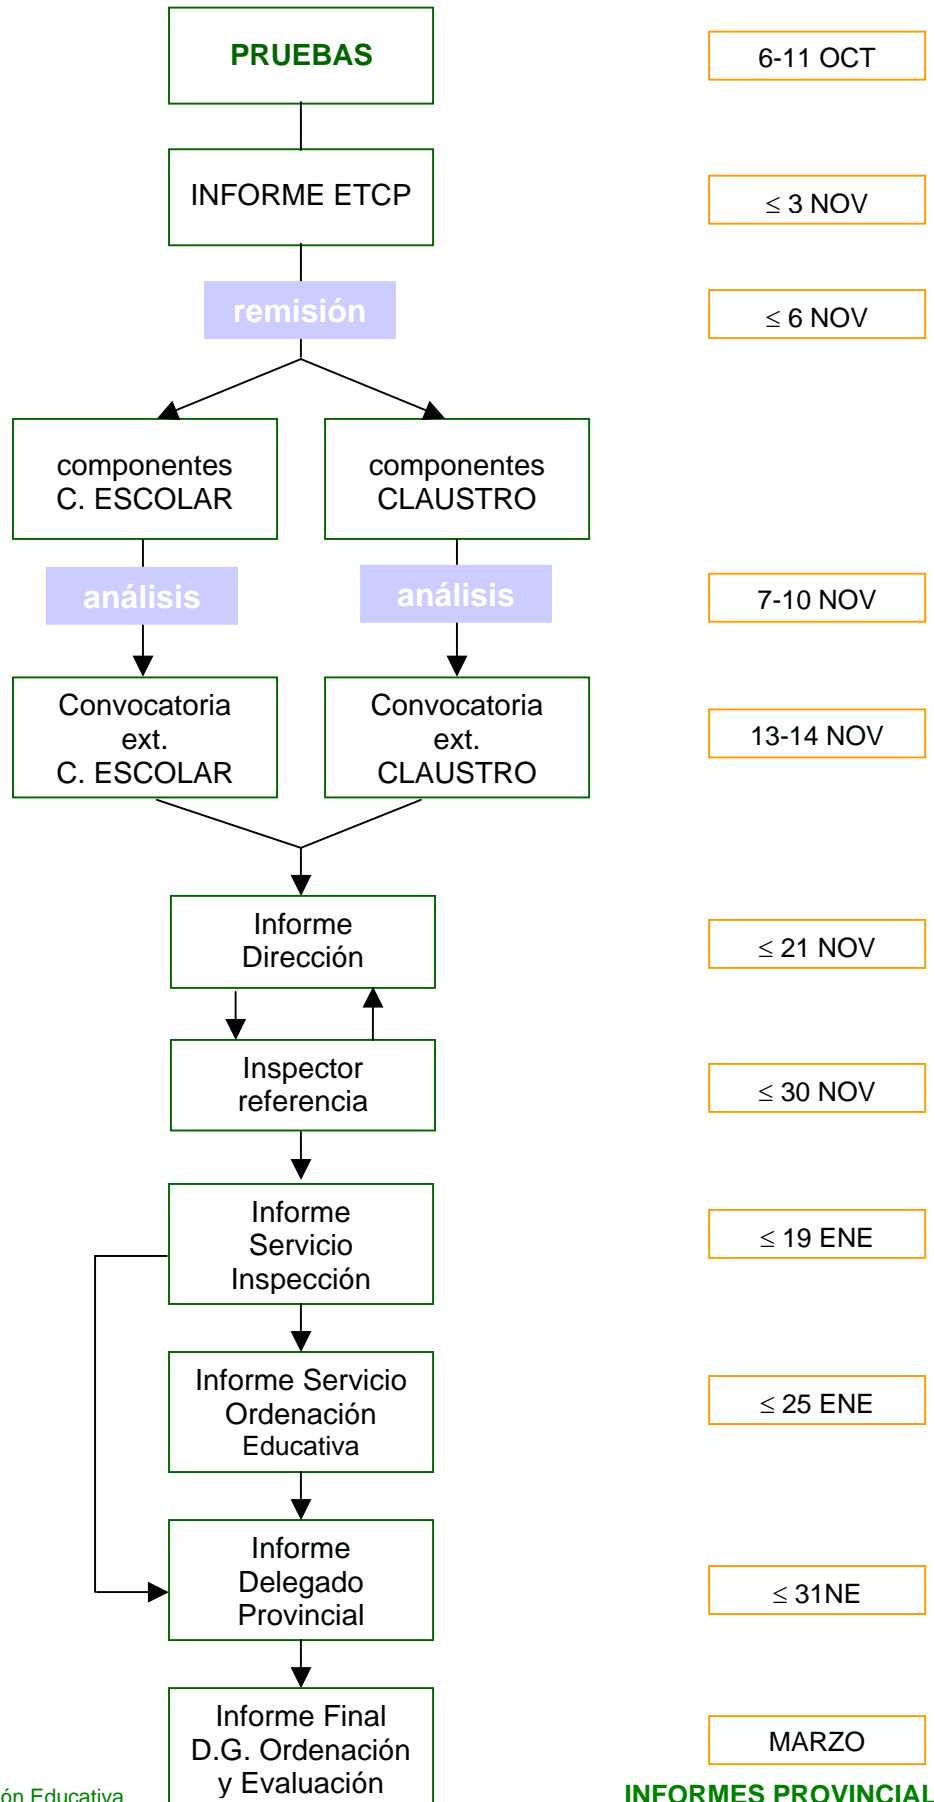 PRUEBAS
6-11 OCT
INFORME ETCP
≤ 3 NOV
remisión
≤ 6 NOV
componentes
C. ESCOLAR
componentes
CLAUSTRO
análisis
análisis
7-10 NOV
Convocatoria
ext.
C. ESCOLAR
Convocatoria
ext.
CLAUSTRO
13-14 NOV
Informe
Dirección
≤ 21 NOV
Inspector
referencia
≤ 30 NOV
Informe
Servicio
Inspección
≤ 19 ENE
Informe Servicio
Ordenación
Educativa
≤ 25 ENE
Informe
Delegado
Provincial
≤ 31NE
Informe Final
D.G. Ordenación
y Evaluación
MARZO
ón Educativa
INFORMES PROVINCIAL